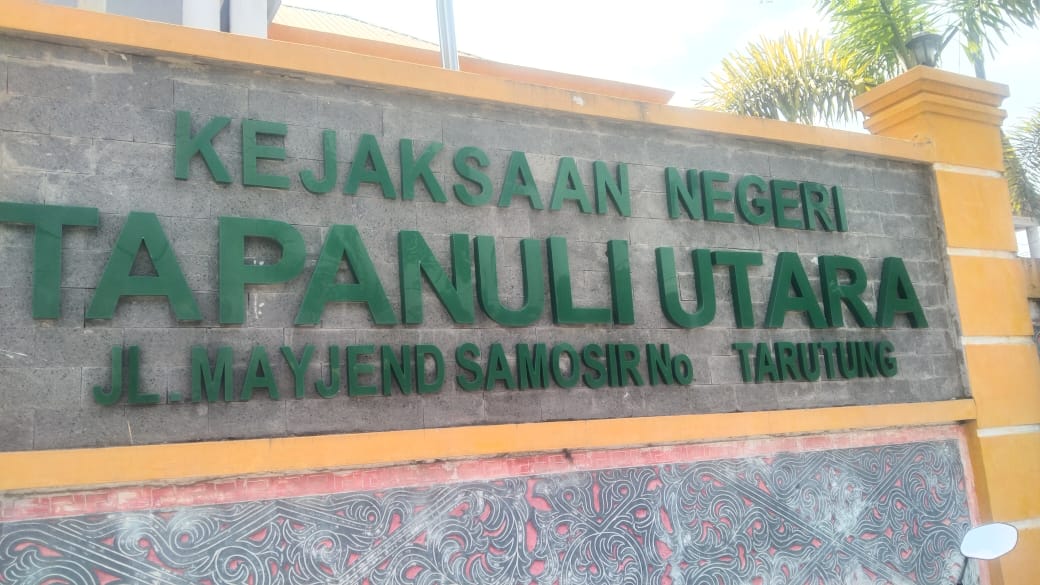 KEJAKSAAN NEGERI
TAPANULI UTARA
JL.MAYJEND SAMOSIR No TARUTUNG